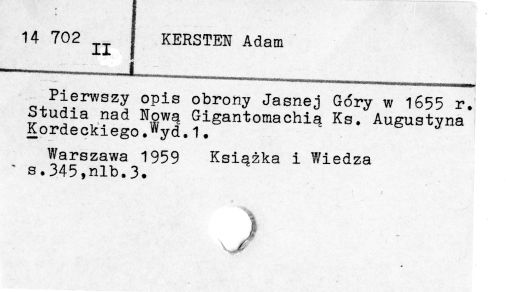 14 702 II KERSTEN Adam
Pierwszy opis obrony Jasnej Góry w 1655 r.
Studia nad Nową Gigantomachią Ks. Augustyna
Kordeckiego.Wyd.1.
Warszawa 1959 Książka i Wiedza
s.345,nlb.3.